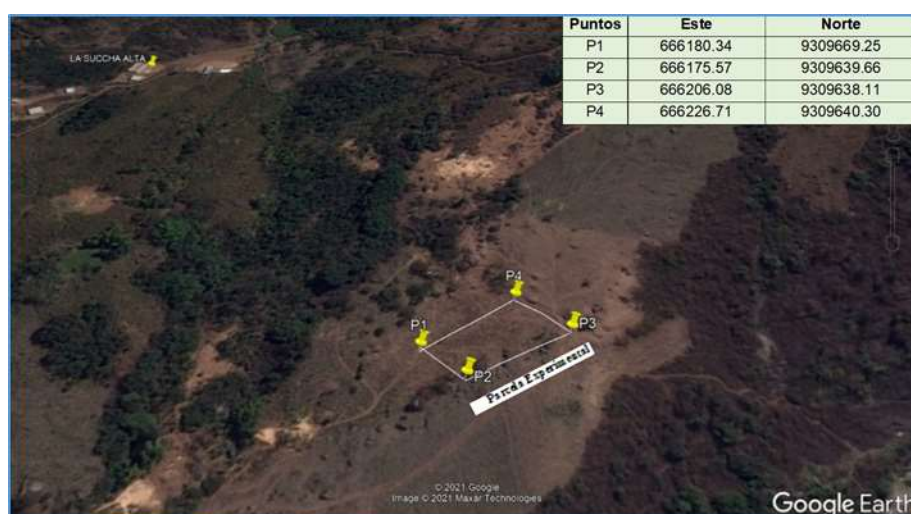 Puntos Este Norte
P1 666180.34 9309669.25
P2 666175.57 9309639.66
P3 666206.08 9309638.11
P4 666226.71 9309640.30
LA SUCCHA ALTA
P4
P3
P1
P2
Parcela Experimental
© 2021 Google
Image © 2021 Maxar Technologies
Google Earth